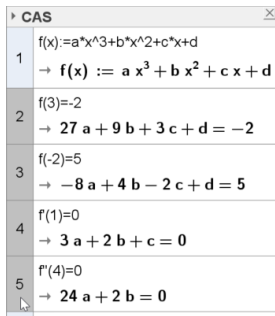 CAS
1
f(x):=a*x^3+b*x^2+c*x+d
→ f(x) := a x³ + b x² + c x + d
2
f(3)=-2
→ 27 a + 9 b + 3 c + d = −2
3
f(-2)=5
→ −8 a + 4 b − 2 c + d = 5
4
f'(1)=0
→ 3 a + 2 b + c = 0
5
f''(4)=0
→ 24 a + 2 b = 0